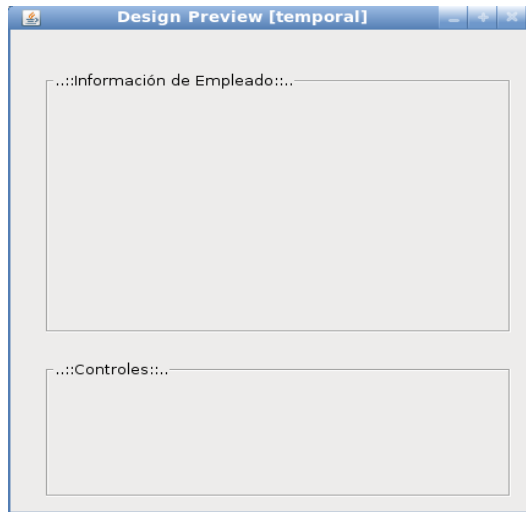 Design Preview [temporal]
..::Información de Empleado::..
..::Controles::..